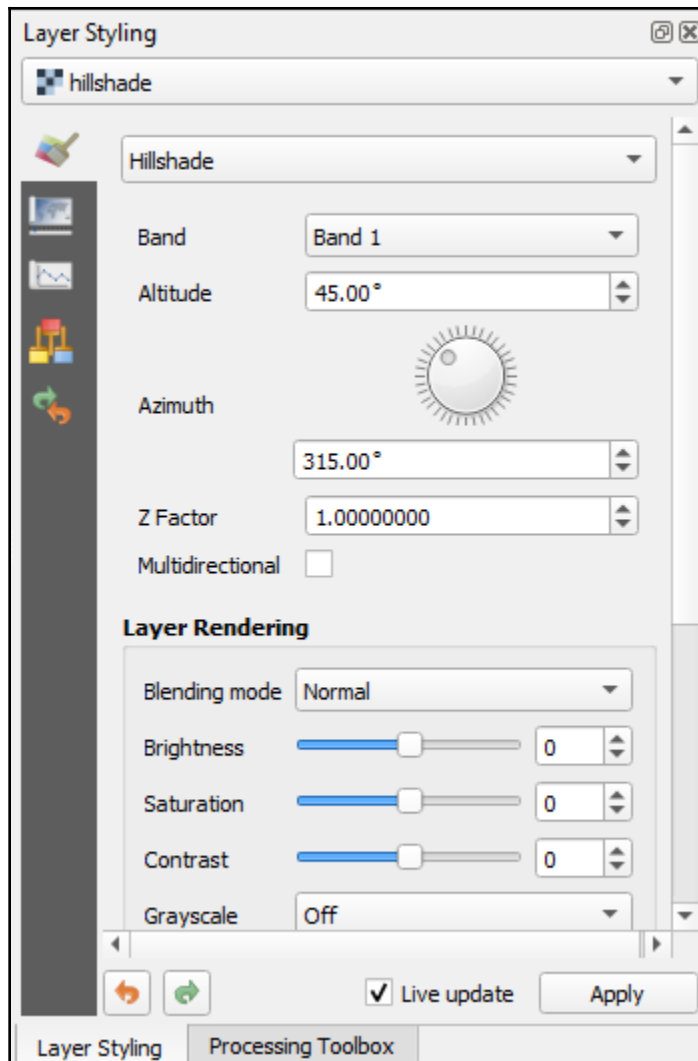 Layer Styling
hillshade
Hillshade
Band Band 1
Altitude 45.00°
Azimuth
315.00°
Z Factor 1.00000000
Multidirectional
Layer Rendering
Blending mode Normal
Brightness 0
Saturation 0
Contrast 0
Grayscale Off
Live update Apply
Layer Styling Processing Toolbox